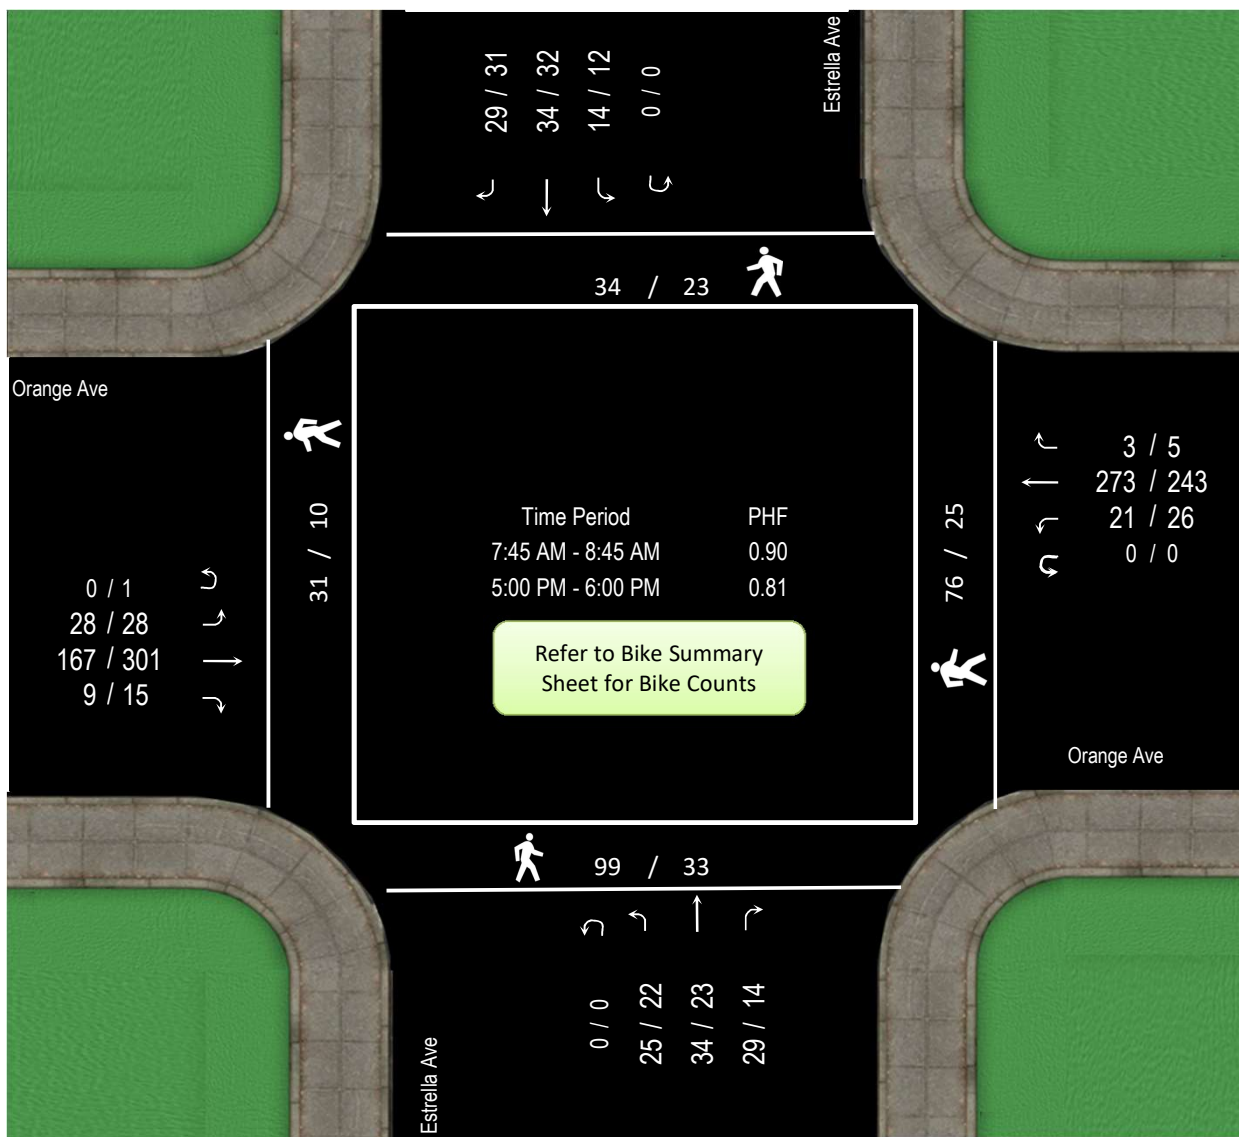 Estrella Ave
29 / 31
34 / 32
14 / 12
0 / 0
34 / 23
Orange Ave
31 / 10
0 / 1
28 / 28
167 / 301
9 / 15
Time Period PHF
7:45 AM - 8:45 AM 0.90
5:00 PM - 6:00 PM 0.81
Refer to Bike Summary
Sheet for Bike Counts
76 / 25
3 / 5
273 / 243
21 / 26
0 / 0
Orange Ave
99 / 33
0 / 0
25 / 22
34 / 23
29 / 14
Estrella Ave